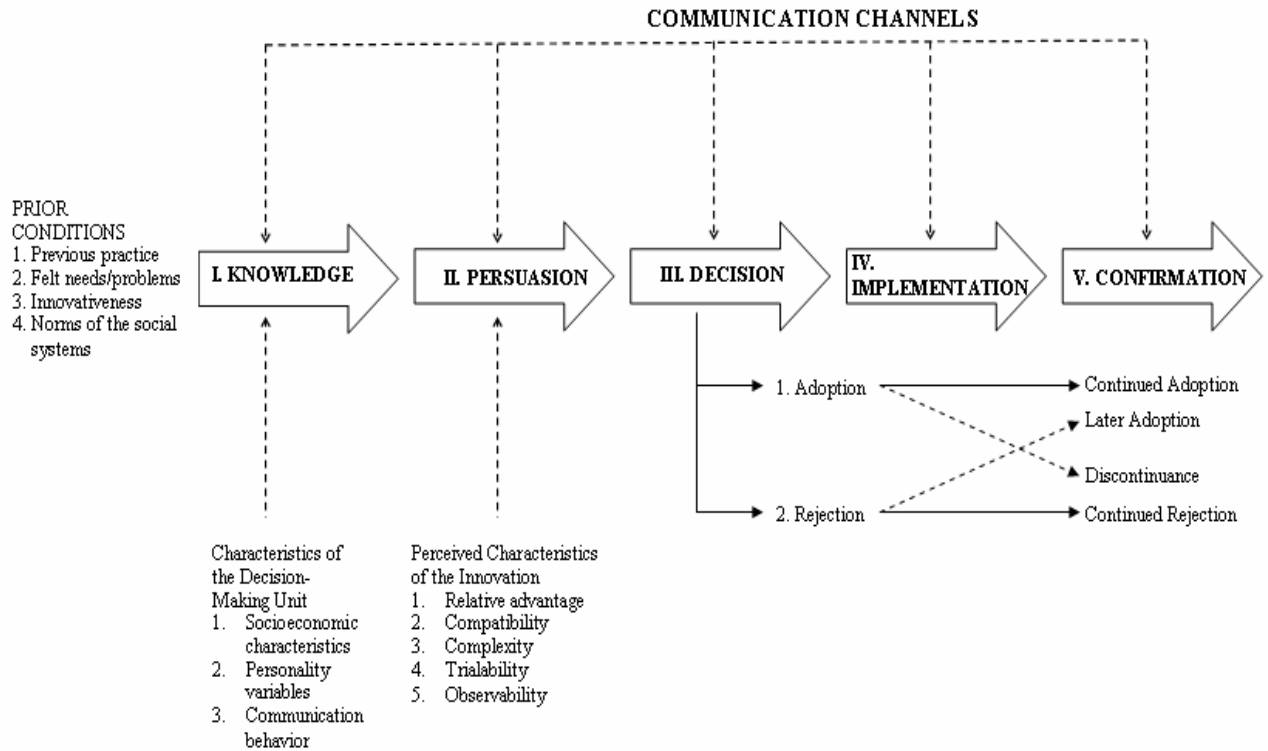 COMMUNICATION CHANNELS
PRIOR
CONDITIONS
1. Previous practice
2. Felt needs/problems
3. Innovativeness
4. Norms of the social
systems
I. KNOWLEDGE
II. PERSUASION
III. DECISION
IV.
IMPLEMENTATION
V. CONFIRMATION
1. Adoption
Continued Adoption
Later Adoption
Discontinuance
2. Rejection
Continued Rejection
Characteristics of
the Decision-
Making Unit
1. Socioeconomic
characteristics
2. Personality
variables
3. Communication
behavior
Perceived Characteristics
of the Innovation
1. Relative advantage
2. Compatibility
3. Complexity
4. Trialability
5. Observability